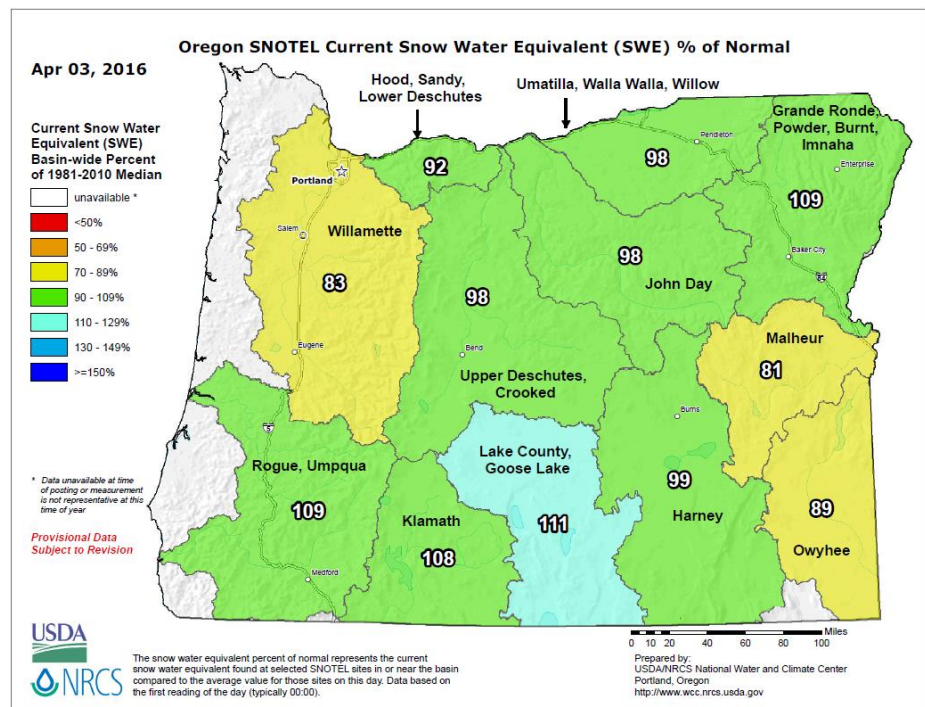 Oregon SNOTEL Current Snow Water Equivalent (SWE) % of Normal
Apr 03, 2016
Current Snow Water
Equivalent (SWE)
Basin-wide Percent
of 1981-2010 Median
unavailable *
<50%
50 - 69%
70 - 89%
90 - 109%
110 - 129%
130 - 149%
>=150%
Hood, Sandy,
Lower Deschutes
Umatilla, Walla Walla, Willow
Grande Ronde,
Powder, Burnt,
Imnaha
Pendleton
Enterprise
Portland
92
98
109
Salem
Willamette
83
98
98
John Day
Baker City
84
Eugene
Bend
Upper Deschutes,
Crooked
Malheur
81
Burns
5
Rogue, Umpqua
109
Medford
Klamath
108
Lake County,
Goose Lake
111
99
Harney
89
Owyhee
* Data unavailable at time
of posting or measurement
is not representative at this
time of year
Provisional Data
Subject to Revision
0 10 20 40 60 80 100 Miles
USDA
NRCS
The snow water equivalent percent of normal represents the current
snow water equivalent found at selected SNOTEL sites in or near the basin
compared to the average value for those sites on this day. Data based on
the first reading of the day (typically 00:00).
Prepared by:
USDA/NRCS National Water and Climate Center
Portland, Oregon
http://www.wcc.nrcs.usda.gov